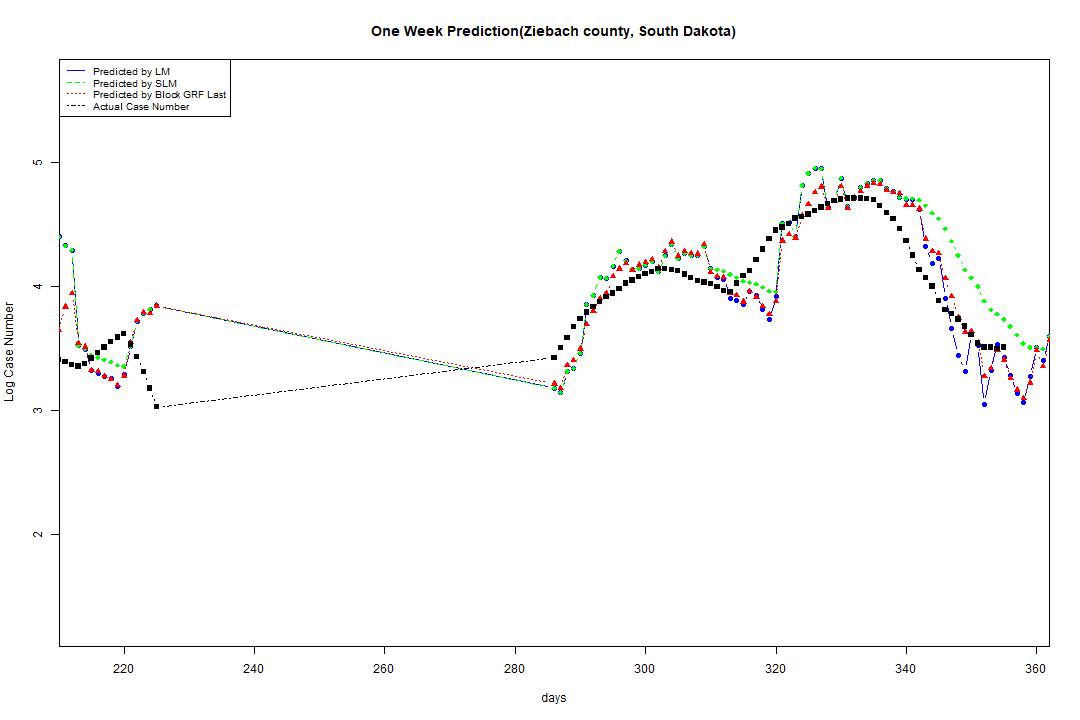 One Week Prediction(Ziebach county, South Dakota)
Predicted by LM
Predicted by SLM
Predicted by Block GRF Last
Actual Case Number
5
4
3
2
Log Case Number
220 240 260 280 300 320 340 360
days